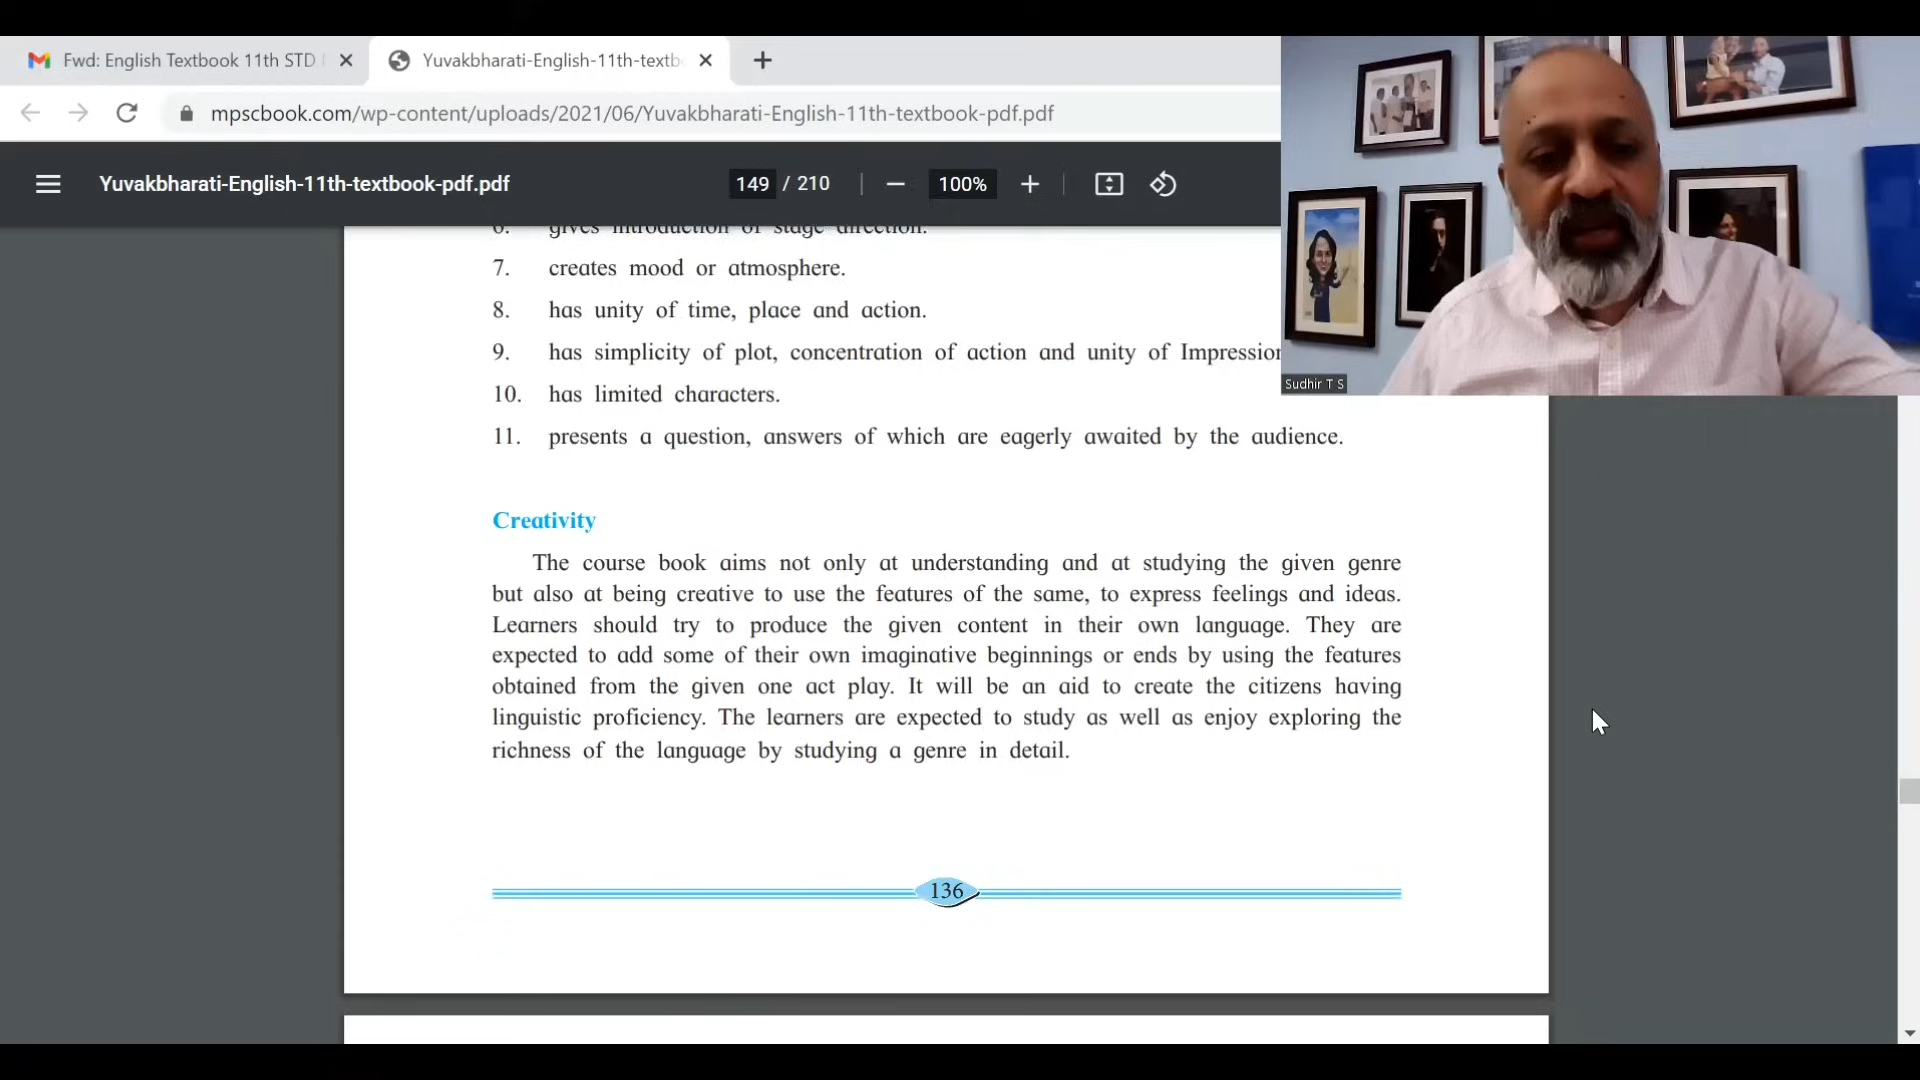 Fwd: English Textbook 11th STD
Yuvakbharati-English-11th-textb
mpscbook.com/wp-content/uploads/2021/06/Yuvakbharati-English-11th-textbook-pdf.pdf
Yuvakbharati-English-11th-textbook-pdf.pdf
149 / 210
100%
6. gives introduction of stage direction.
7. creates mood or atmosphere.
8. has unity of time, place and action.
9. has simplicity of plot, concentration of action and unity of Impression
10. has limited characters.
11. presents a question, answers of which are eagerly awaited by the audience.
Sudhir T S
Creativity
The course book aims not only at understanding and at studying the given genre
but also at being creative to use the features of the same, to express feelings and ideas.
Learners should try to produce the given content in their own language. They are
expected to add some of their own imaginative beginnings or ends by using the features
obtained from the given one act play. It will be an aid to create the citizens having
linguistic proficiency. The learners are expected to study as well as enjoy exploring the
richness of the language by studying a genre in detail.
136